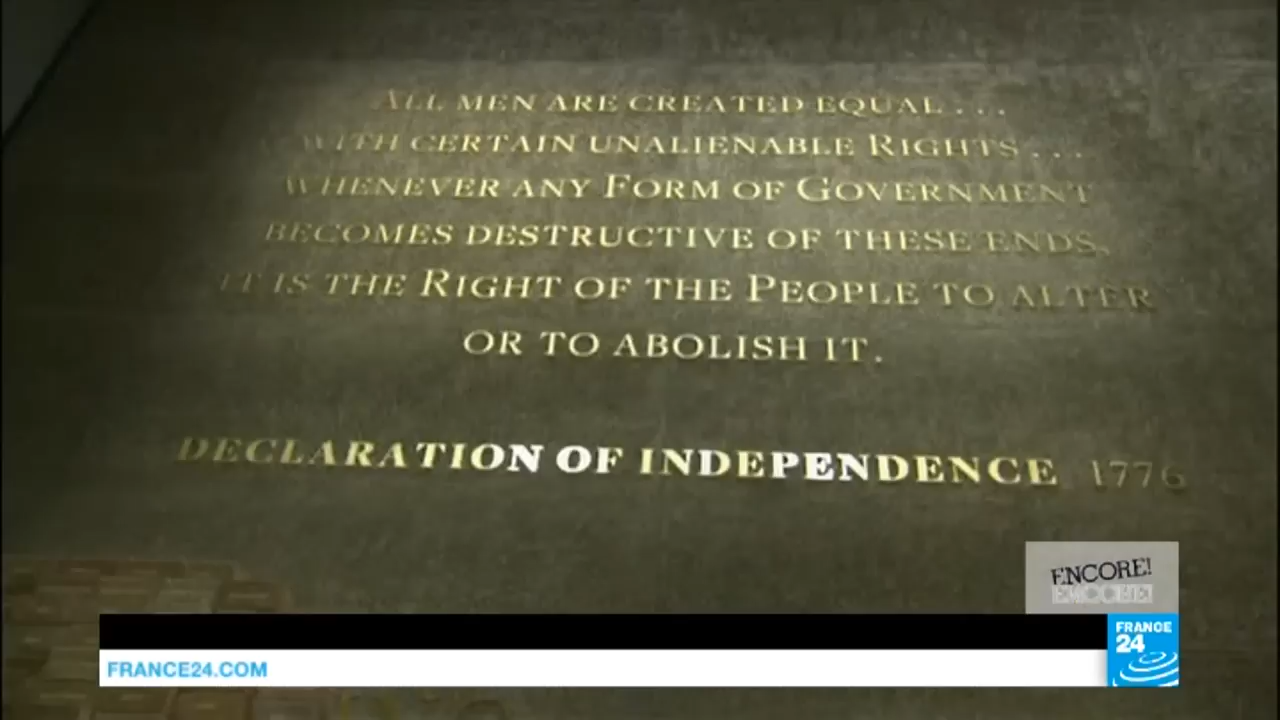 ALL MEN ARE CREATED EQUAL . . .
WITH CERTAIN UNALIENABLE RIGHTS . . .
WHENEVER ANY FORM OF GOVERNMENT
BECOMES DESTRUCTIVE OF THESE ENDS,
IT IS THE RIGHT OF THE PEOPLE TO ALTER
OR TO ABOLISH IT.
DECLARATION OF INDEPENDENCE 1776
ENCORE!
FRANCE
24
FRANCE24.COM